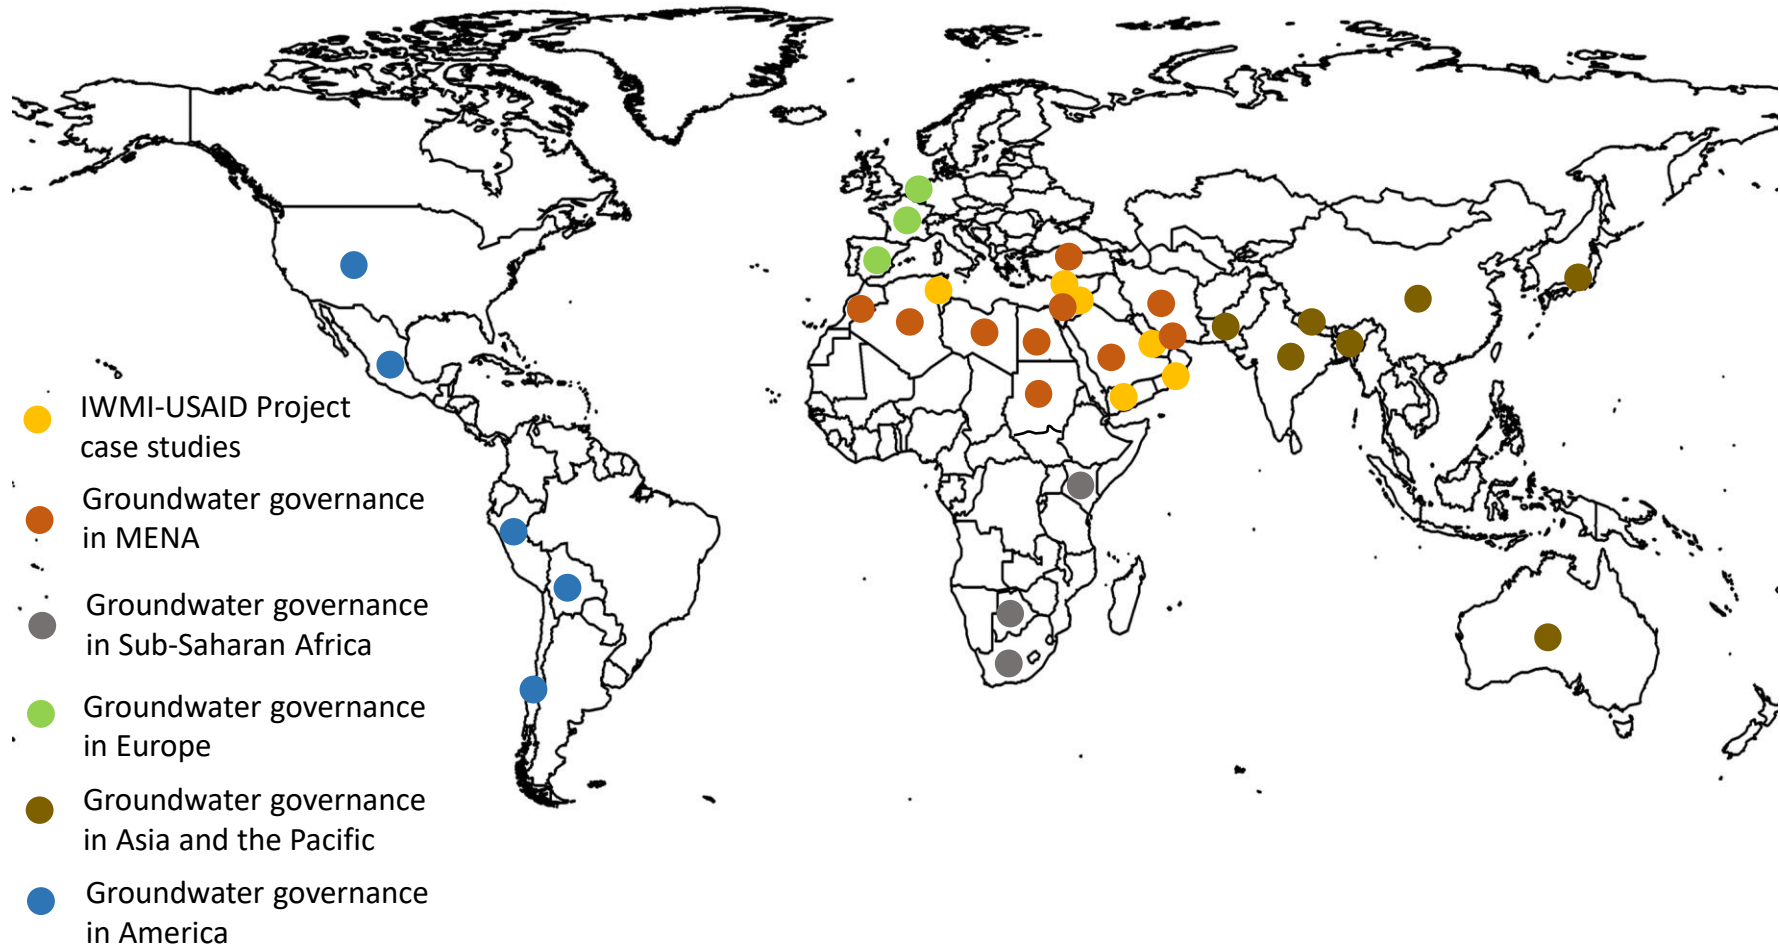 IWMI-USAID Project
case studies
Groundwater governance
in MENA
Groundwater governance
in Sub-Saharan Africa
Groundwater governance
in Europe
Groundwater governance
in Asia and the Pacific
Groundwater governance
in America